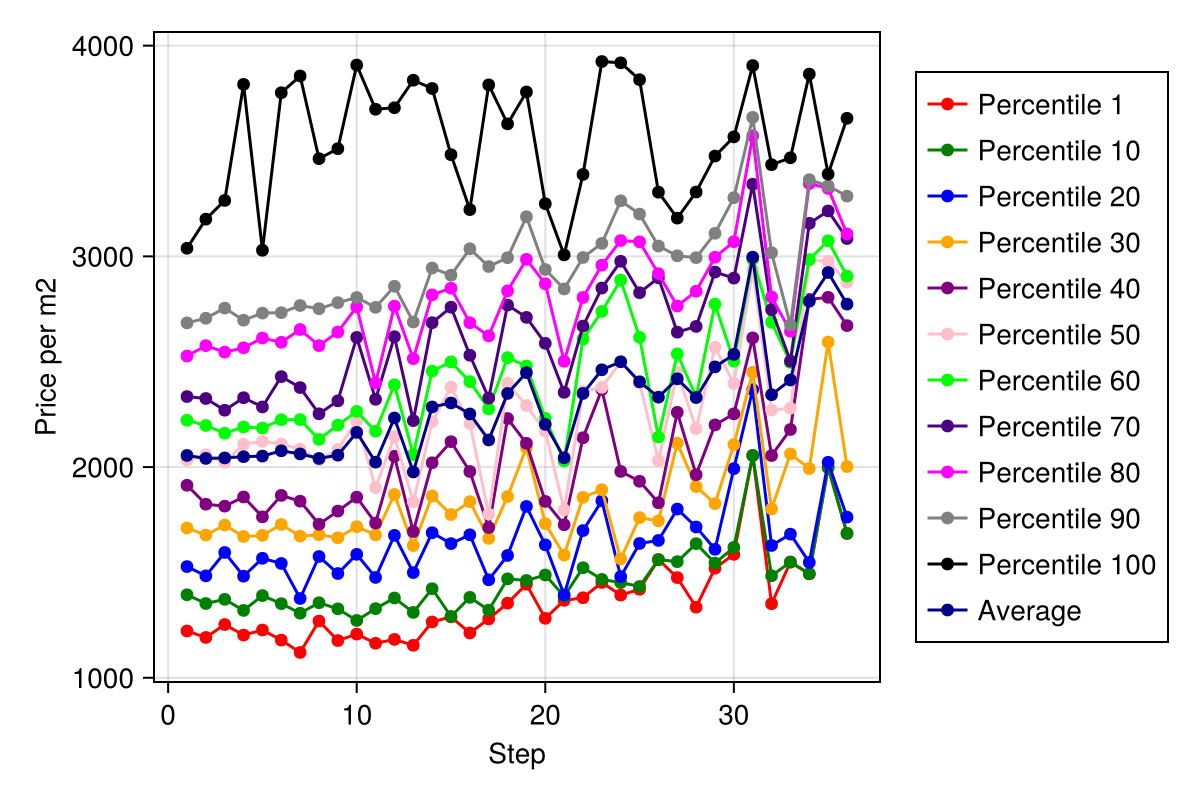 4000
3000
2000
1000
Price per m2
0 10 20 30
Step
Percentile 1
Percentile 10
Percentile 20
Percentile 30
Percentile 40
Percentile 50
Percentile 60
Percentile 70
Percentile 80
Percentile 90
Percentile 100
Average